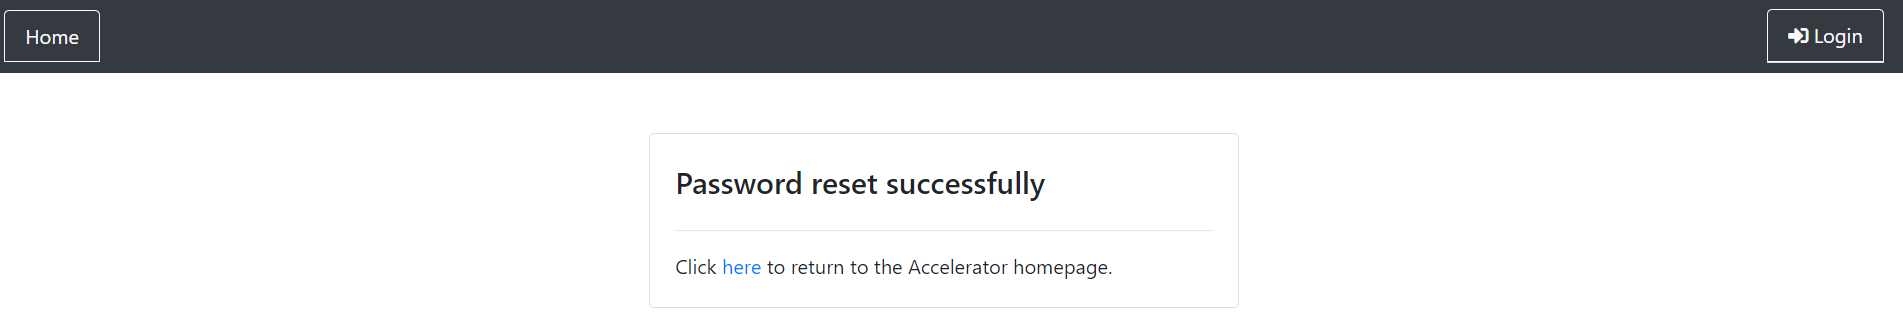 Home
Login
Password reset successfully
Click here to return to the Accelerator homepage.